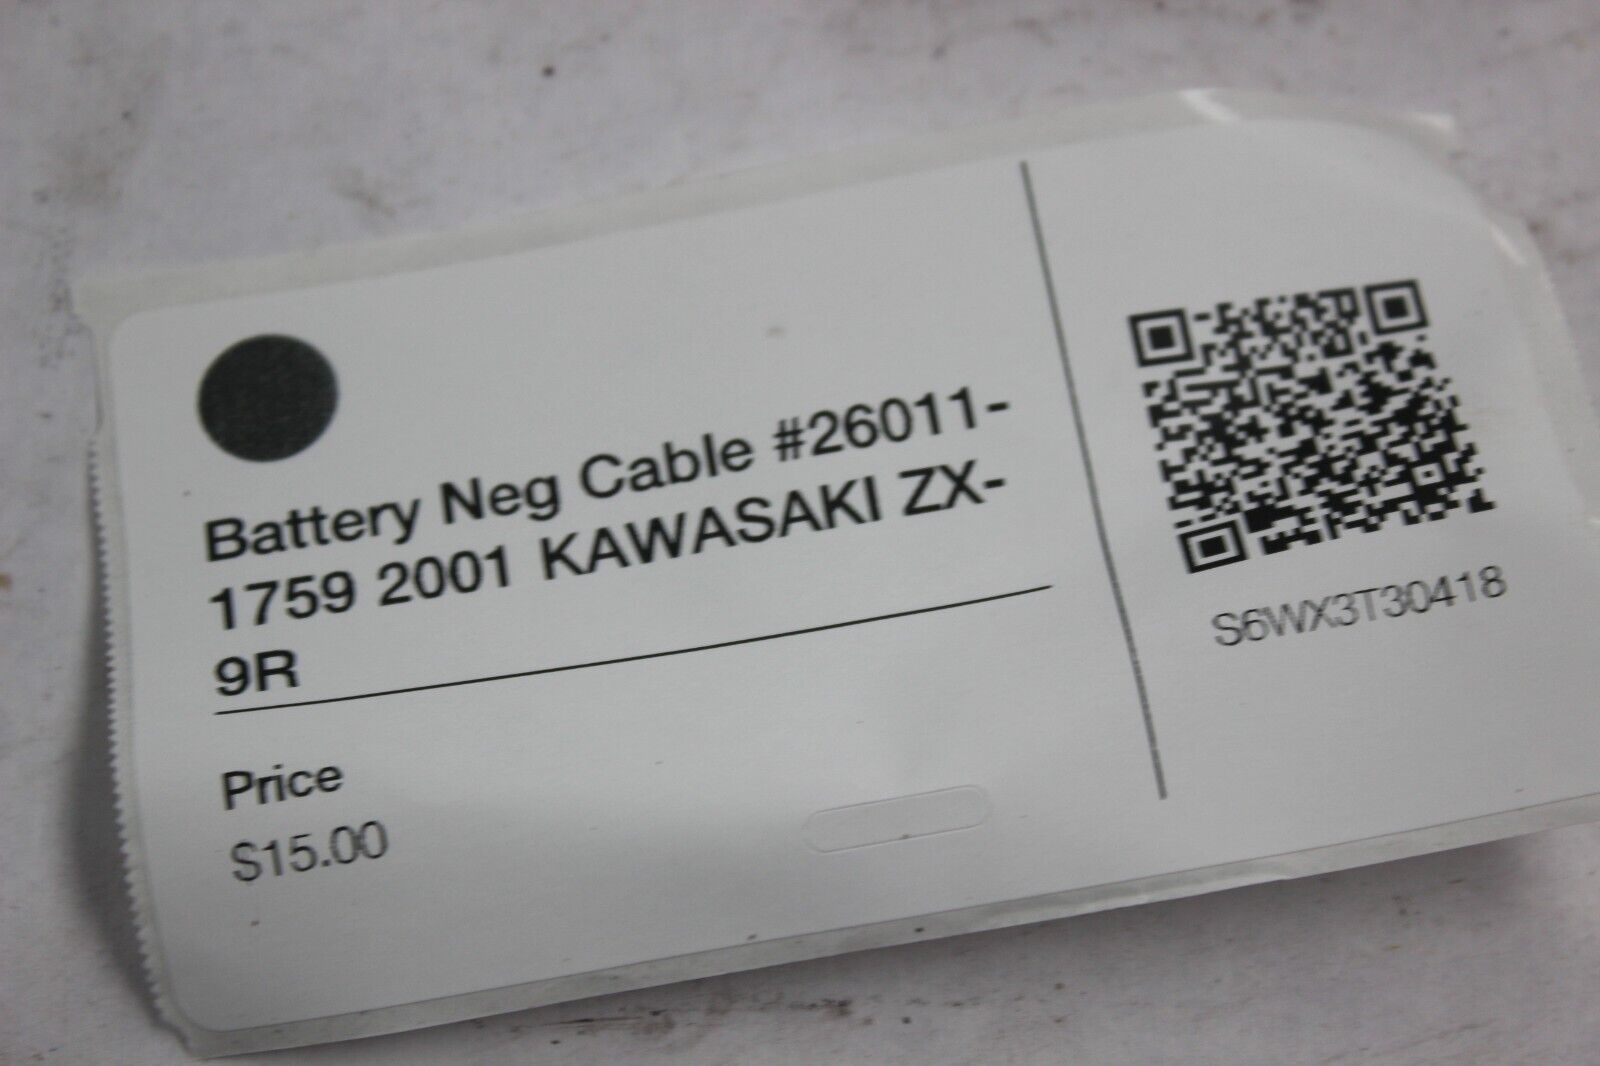 Battery Neg Cable #26011-
1759 2001 KAWASAKI ZX-
9R
Price
$15.00
S6WX3T30418